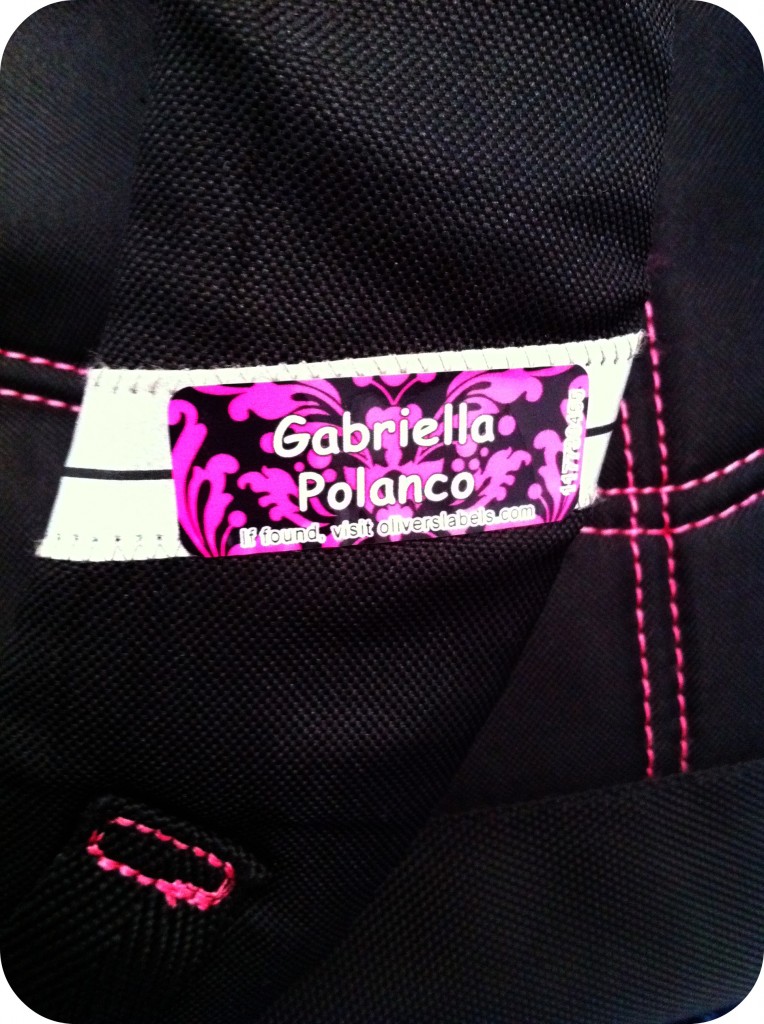 Gabriella
Polanco
If found, visit oliverslabels.com